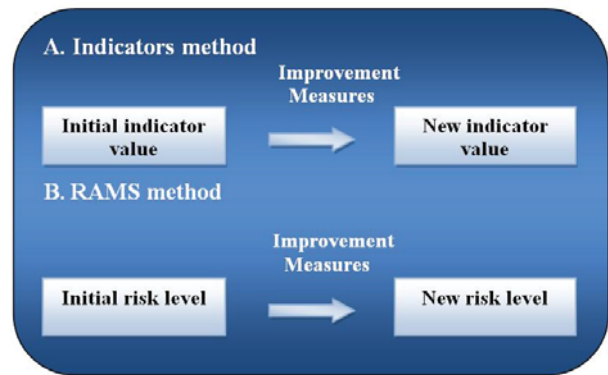 A. Indicators method
Improvement
Measures
Initial indicator
value
New indicator
value
B. RAMS method
Improvement
Measures
Initial risk level
New risk level